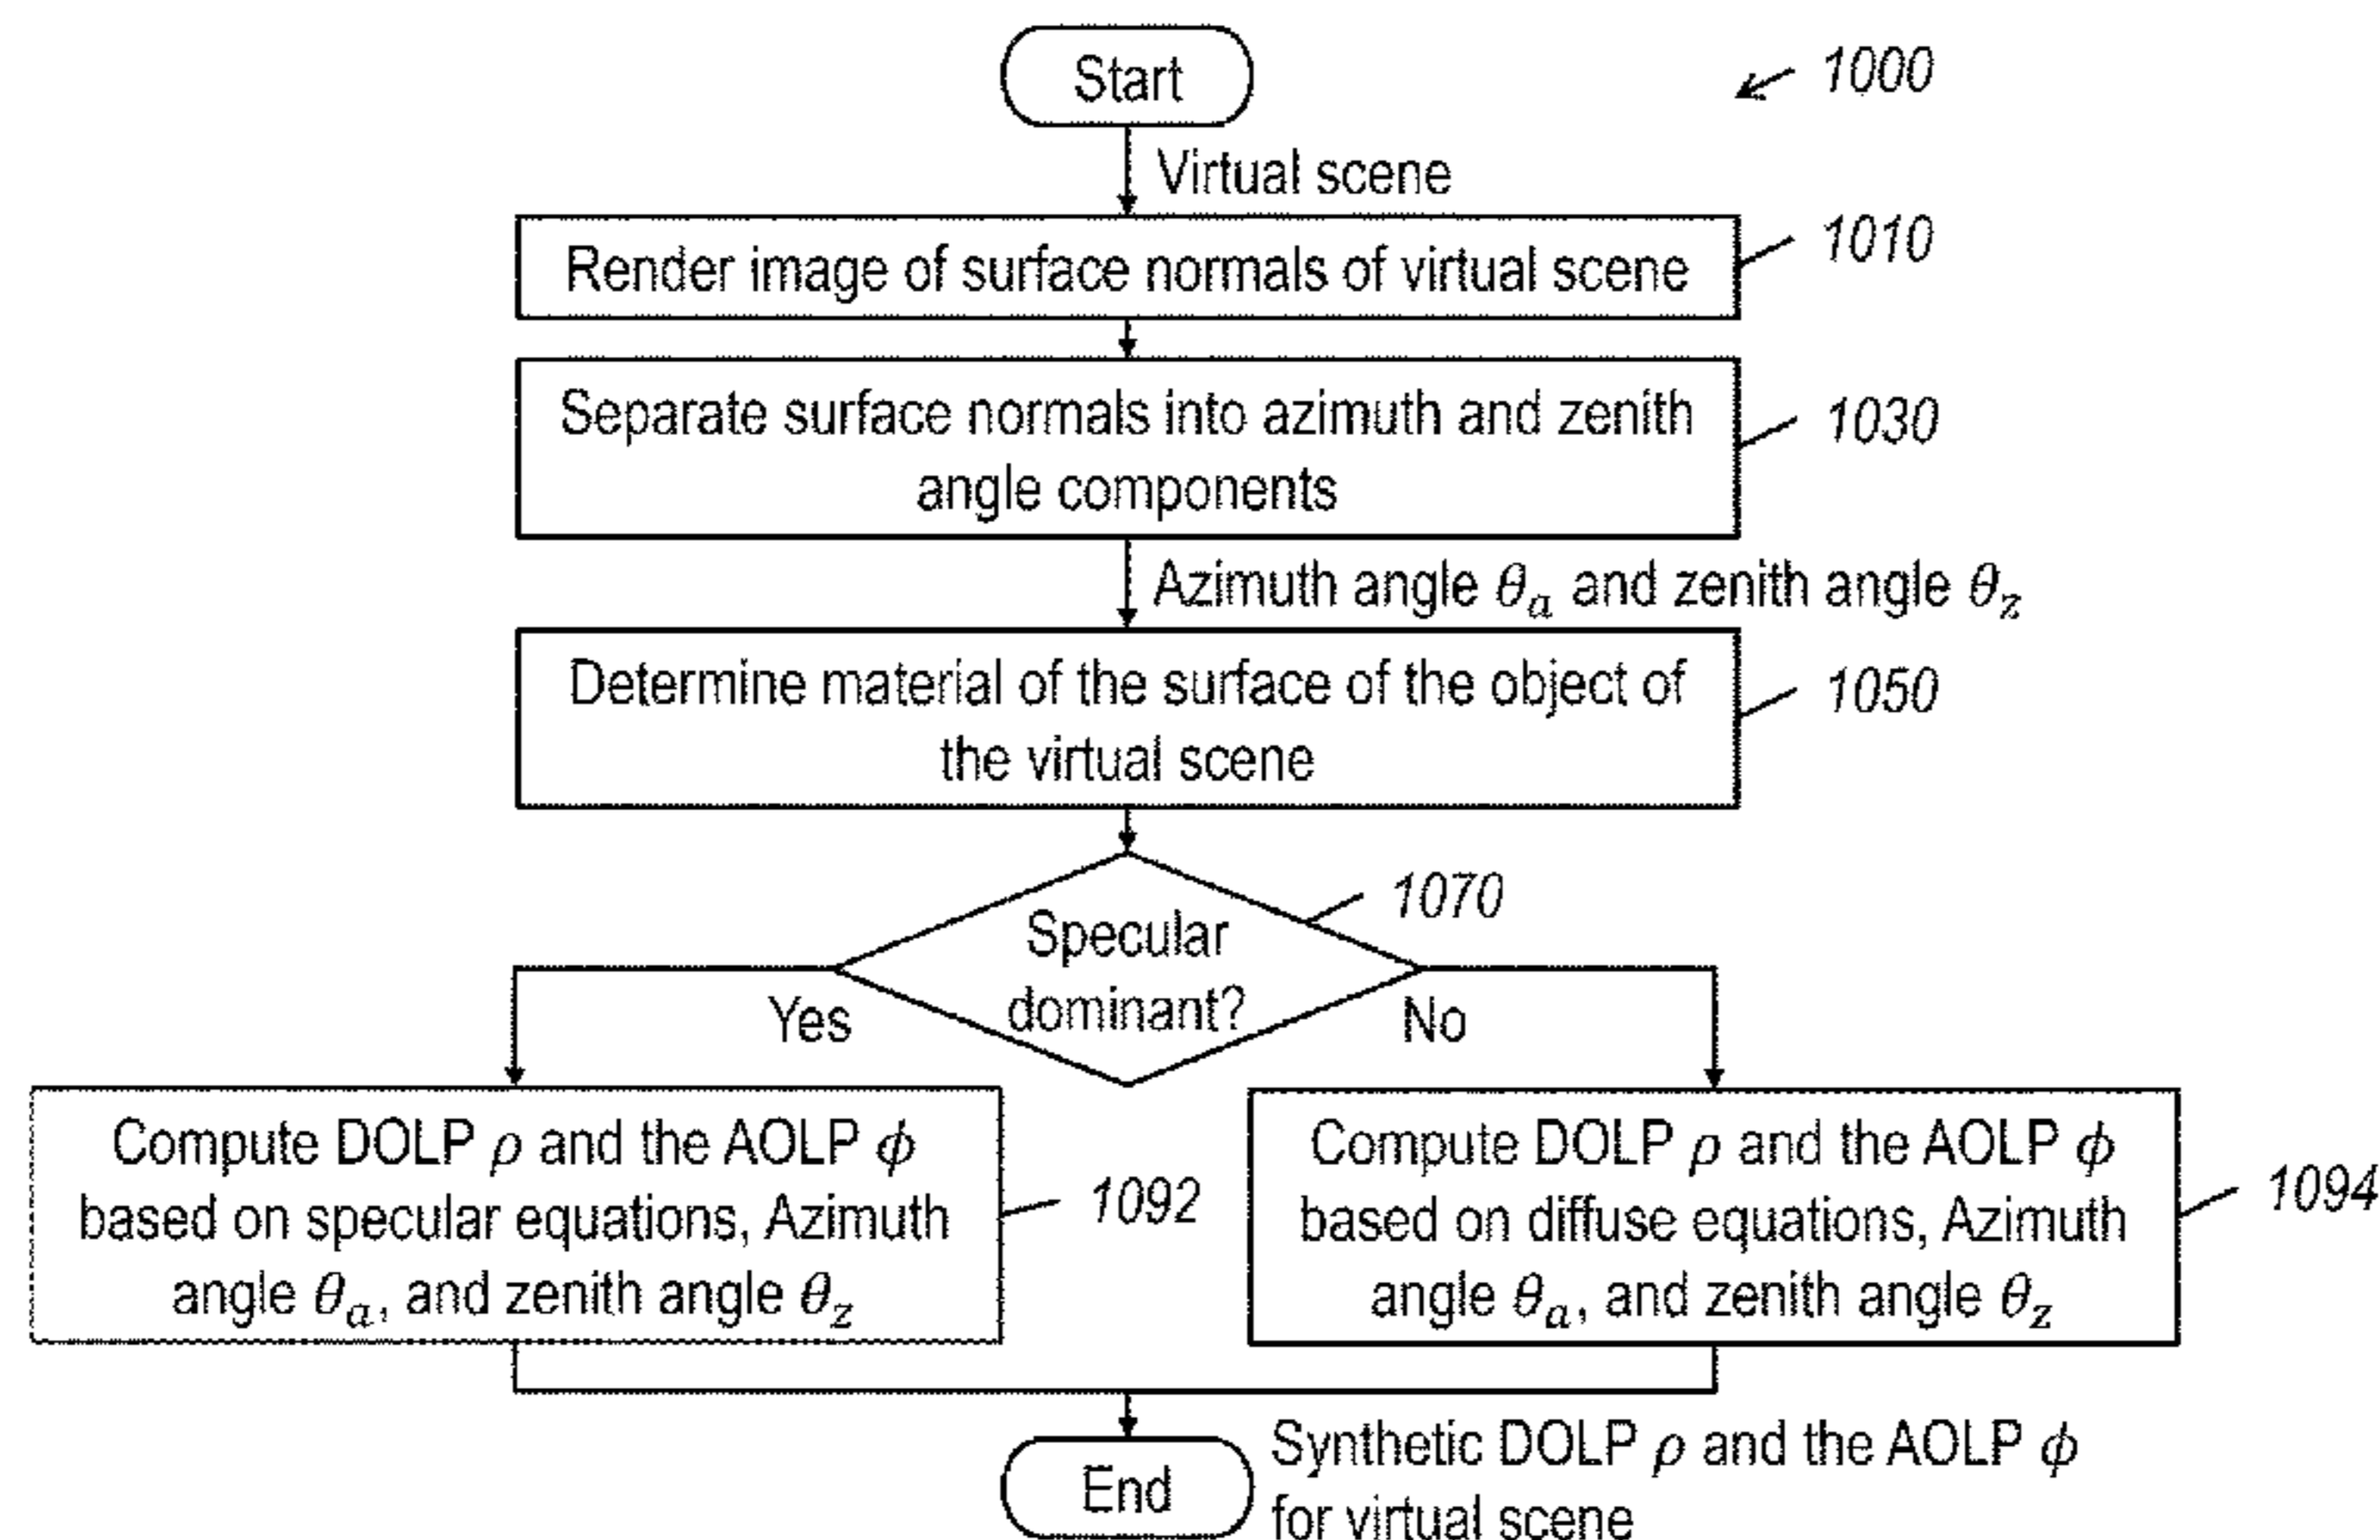 Start
1000
Virtual scene
Render image of surface normals of virtual scene
1010
Separate surface normals into azimuth and zenith
angle components
1030
Azimuth angle θₐ and zenith angle θ_z
Determine material of the surface of the object of
the virtual scene
1050
Specular
dominant?
1070
Yes
No
Compute DOLP ρ and the AOLP ϕ
based on specular equations, Azimuth
angle θₐ, and zenith angle θ_z
1092
Compute DOLP ρ and the AOLP ϕ
based on diffuse equations, Azimuth
angle θₐ, and zenith angle θ_z
1094
End
Synthetic DOLP ρ and the AOLP ϕ
for virtual scene